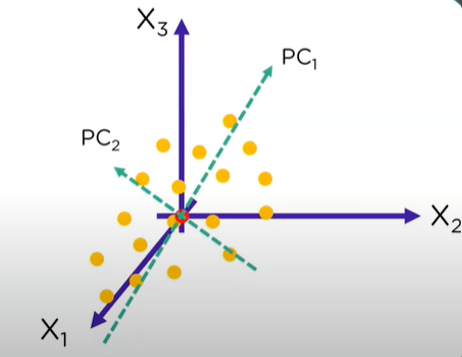 X₃
PC₁
PC₂
X₂
X₁